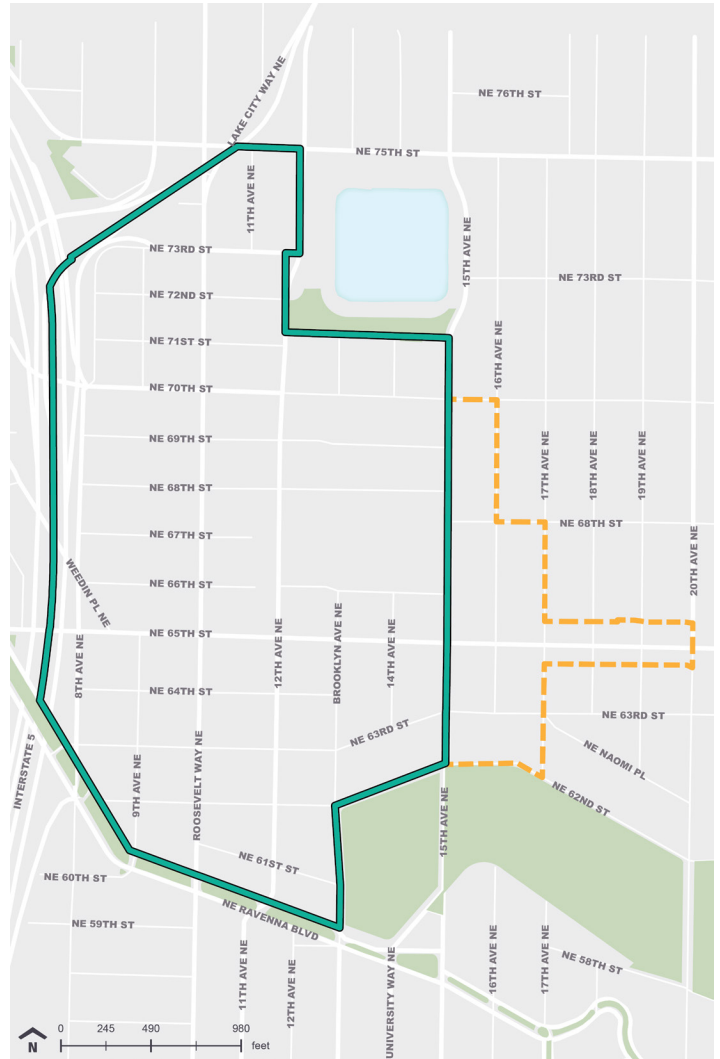 LAKE CITY WAY NE
NE 76TH ST
NE 75TH ST
11TH AVE NE
15TH AVE NE
NE 73RD ST
NE 73RD ST
NE 72ND ST
NE 71ST ST
16TH AVE NE
NE 70TH ST
NE 69TH ST
17TH AVE NE
18TH AVE NE
19TH AVE NE
NE 68TH ST
NE 68TH ST
NE 67TH ST
20TH AVE NE
WEEDIN PL NE
NE 66TH ST
NE 65TH ST
8TH AVE NE
12TH AVE NE
BROOKLYN AVE NE
14TH AVE NE
NE 64TH ST
NE 63RD ST
NE 63RD ST
NE NAOMI PL
INTERSTATE 5
9TH AVE NE
ROOSEVELT WAY NE
NE 62ND ST
15TH AVE NE
NE 61ST ST
NE 60TH ST
NE RAVENNA BLVD
NE 59TH ST
11TH AVE NE
12TH AVE NE
UNIVERSITY WAY NE
16TH AVE NE
17TH AVE NE
NE 58TH ST
N
0 245 490 980
feet